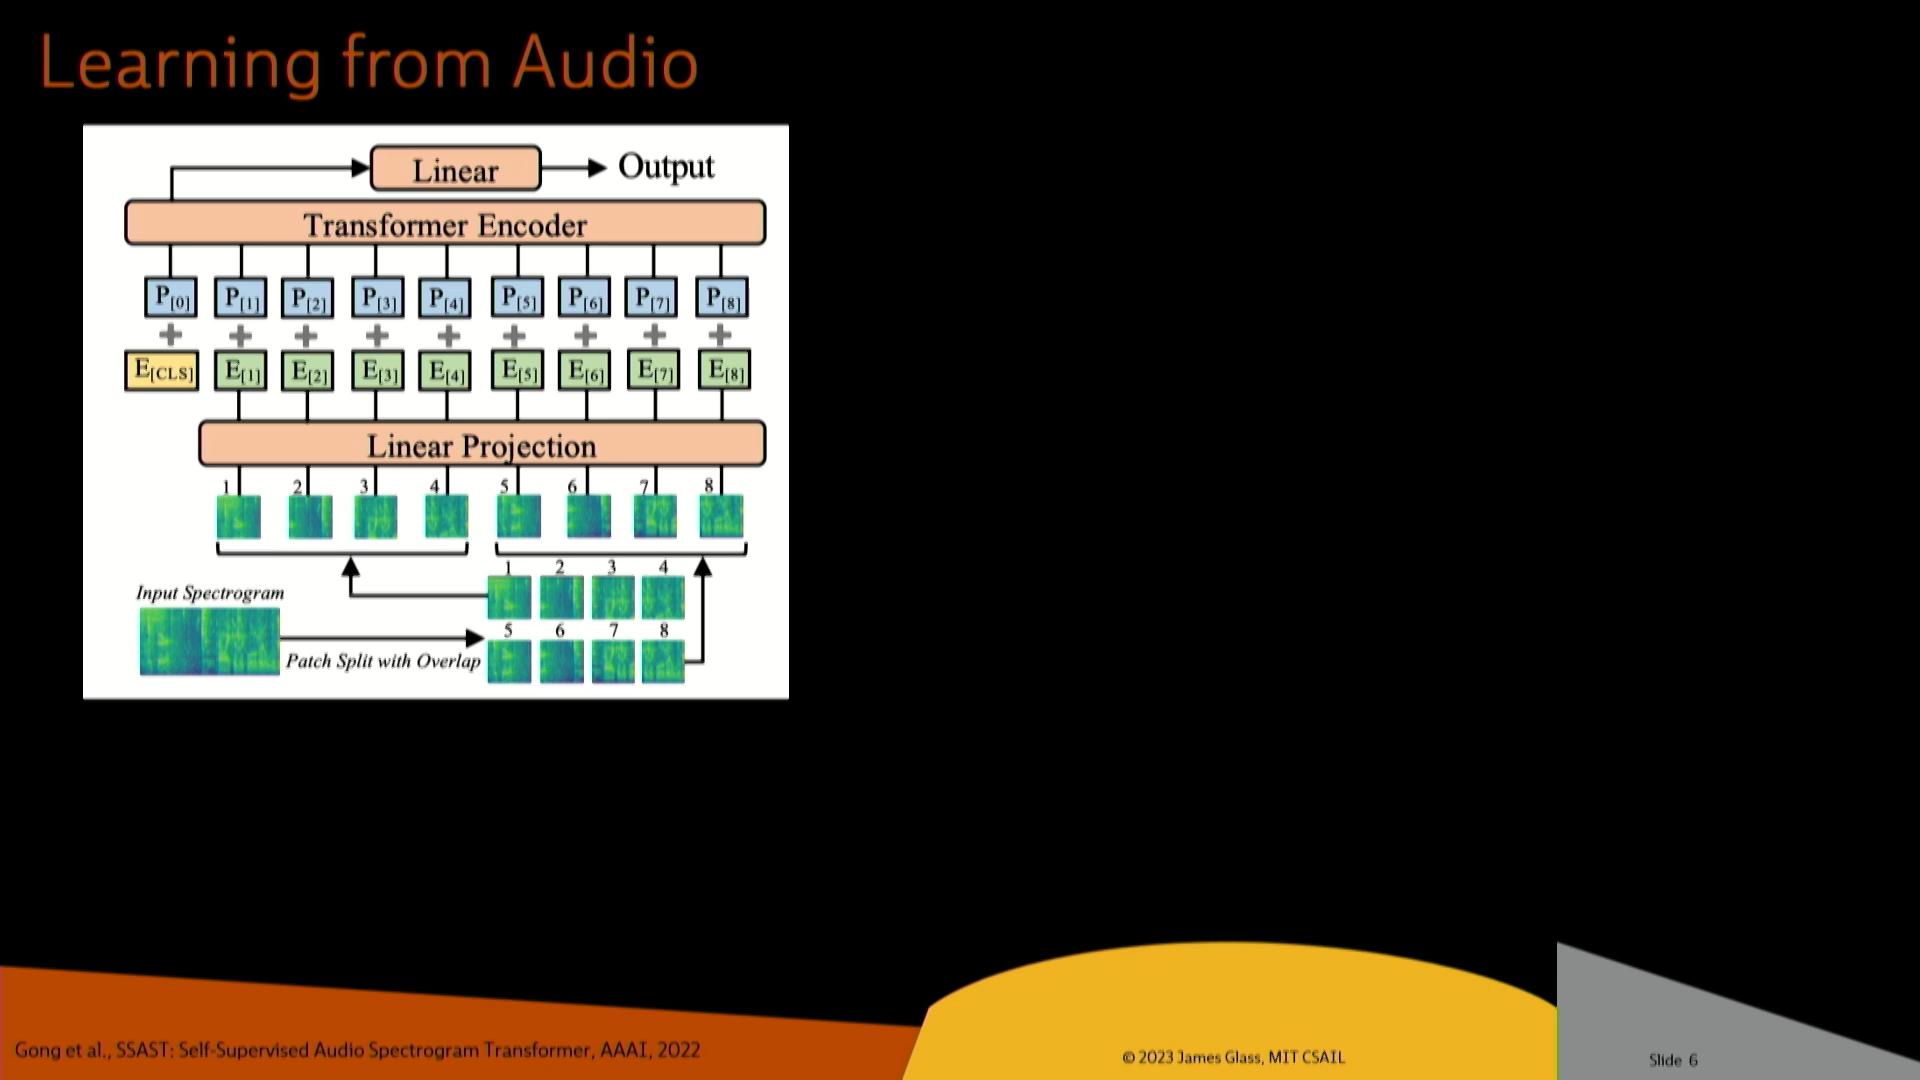 Learning from Audio
Linear
Output
Transformer Encoder
P[0] P[1] P[2] P[3] P[4] P[5] P[6] P[7] P[8]
+ + + + + + + + +
E[CLS] E[1] E[2] E[3] E[4] E[5] E[6] E[7] E[8]
Linear Projection
1 2 3 4 5 6 7 8
1 2 3 4
Input Spectrogram
5 6 7 8
Patch Split with Overlap
Gong et al., SSAST: Self-Supervised Audio Spectrogram Transformer, AAAI, 2022
© 2023 James Glass, MIT CSAIL
Slide 6